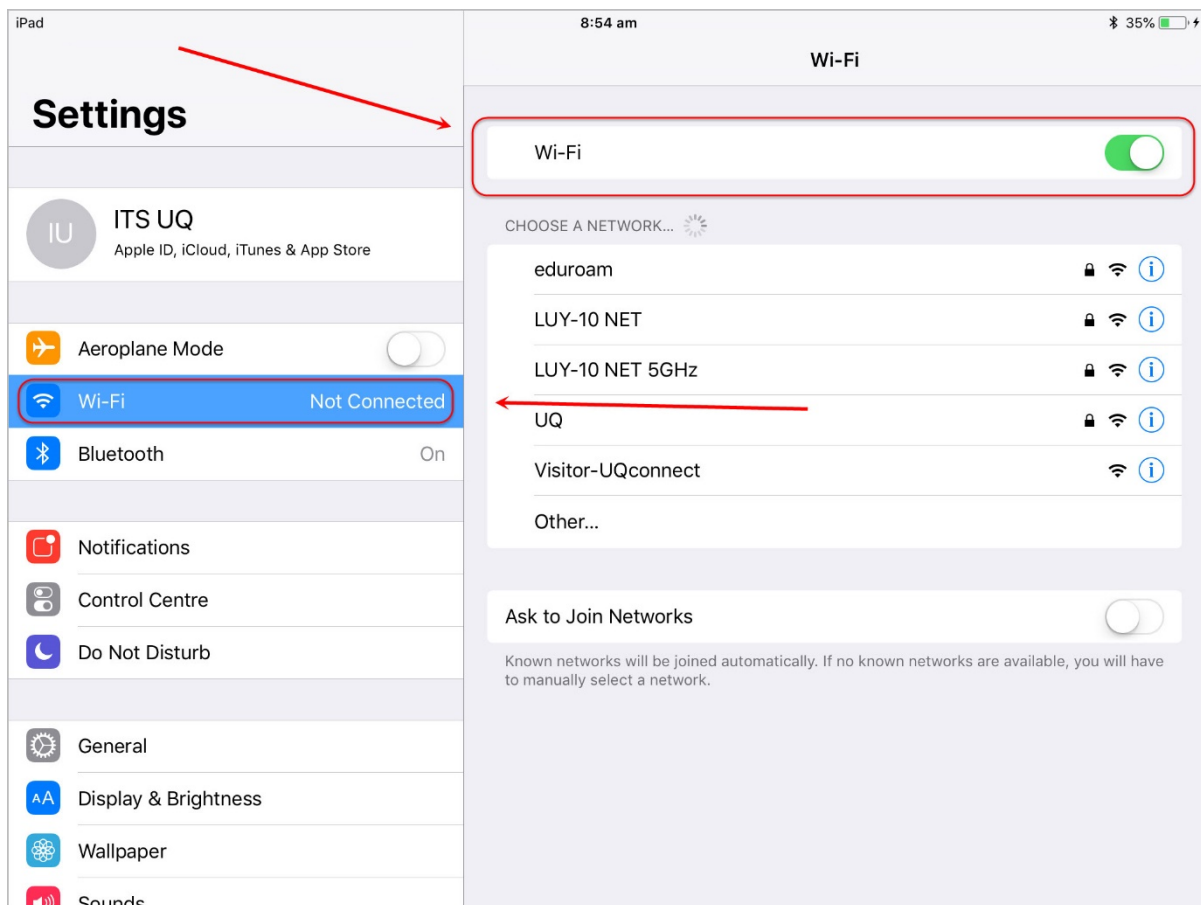 iPad
8:54 am
35%
Wi-Fi
Settings
Wi-Fi
CHOOSE A NETWORK...
IU
ITS UQ
Apple ID, iCloud, iTunes & App Store
eduroam
LUY-10 NET
LUY-10 NET 5GHz
UQ
Visitor-UQconnect
Other...
Aeroplane Mode
Wi-Fi Not Connected
Bluetooth On
Notifications
Control Centre
Do Not Disturb
Ask to Join Networks
Known networks will be joined automatically. If no known networks are available, you will have
to manually select a network.
General
AA
Display & Brightness
Wallpaper
Sounds